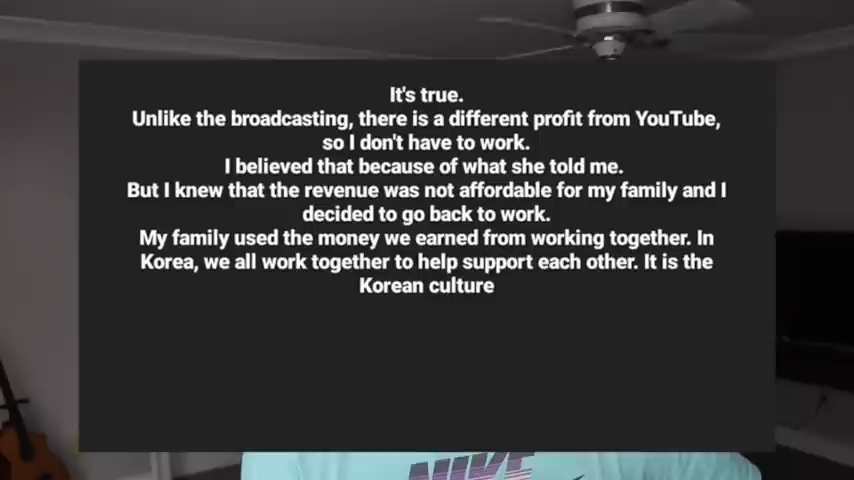 It's true.
Unlike the broadcasting, there is a different profit from YouTube,
so I don't have to work.
I believed that because of what she told me.
But I knew that the revenue was not affordable for my family and I
decided to go back to work.
My family used the money we earned from working together. In
Korea, we all work together to help support each other. It is the
Korean culture
NIKE